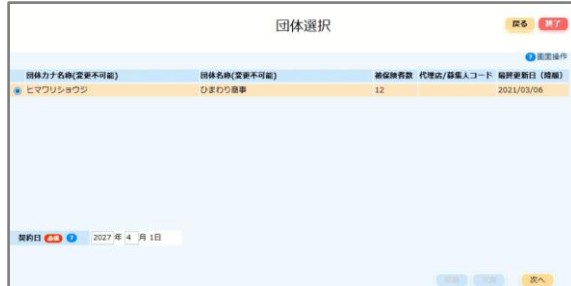 団体選択
戻る 終了
?画面操作
団体カナ名称(変更不可能) 団体名称(変更不可能) 被保険者数 代理店/募集人コード 最終更新日（降順）
ヒマワリショウジ ひまわり商事 12 2021/03/06
契約日 必須 ? 2027 年 4 月 1日
次へ